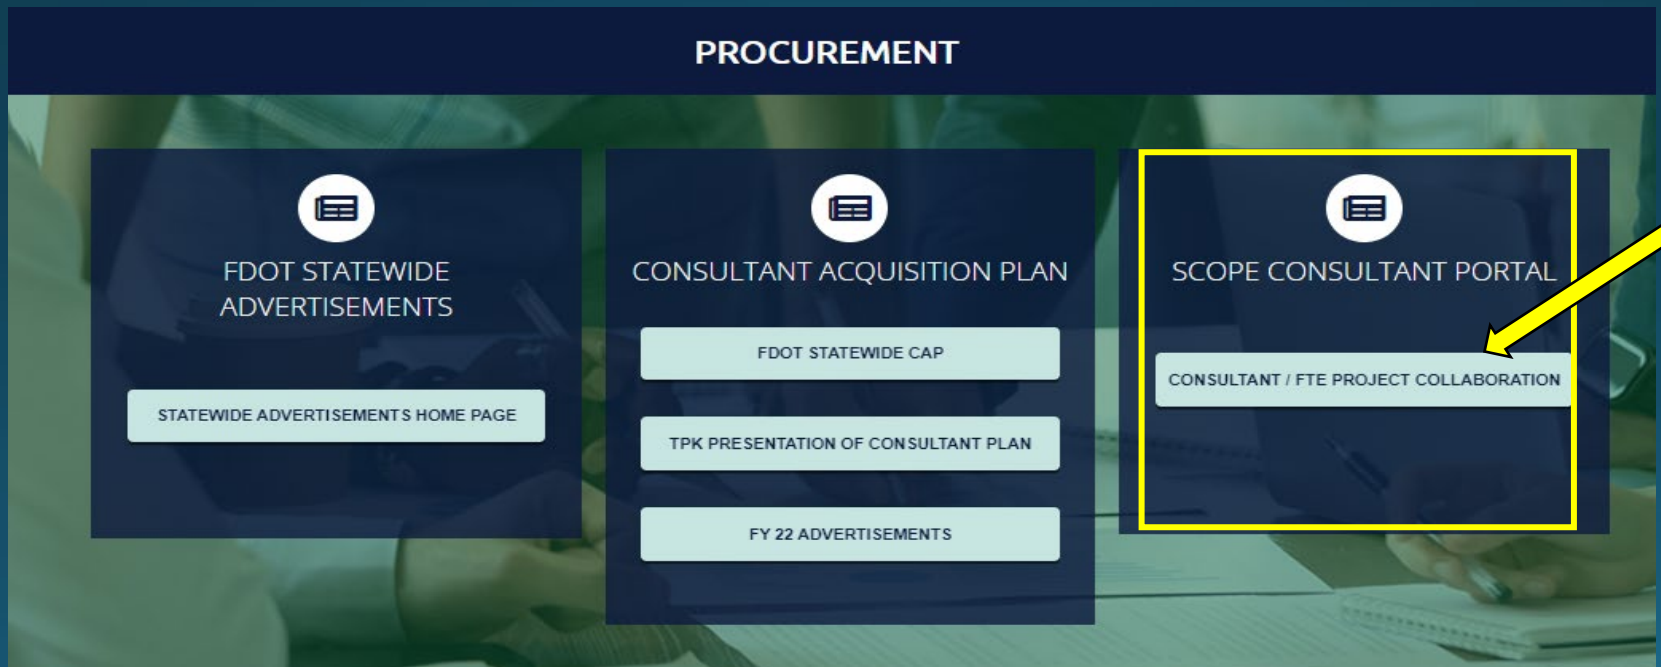 PROCUREMENT
FDOT STATEWIDE
ADVERTISEMENTS
STATEWIDE ADVERTISEMENTS HOME PAGE
CONSULTANT ACQUISITION PLAN
FDOT STATEWIDE CAP
TPK PRESENTATION OF CONSULTANT PLAN
FY 22 ADVERTISEMENTS
SCOPE CONSULTANT PORTAL
CONSULTANT / FTE PROJECT COLLABORATION